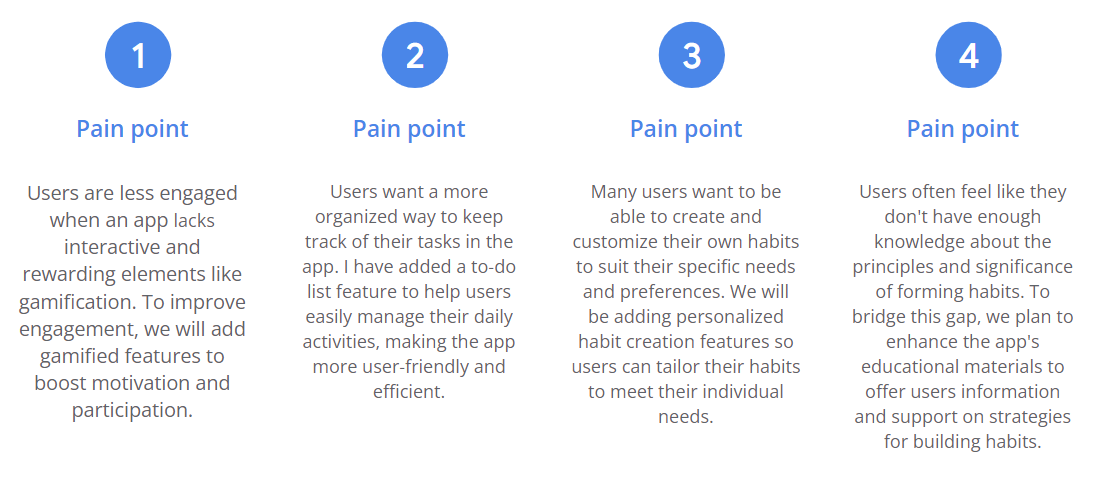 1
Pain point
Users are less engaged
when an app lacks
interactive and
rewarding elements like
gamification. To improve
engagement, we will add
gamified features to
boost motivation and
participation.
2
Pain point
Users want a more
organized way to keep
track of their tasks in the
app. I have added a to-do
list feature to help users
easily manage their daily
activities, making the app
more user-friendly and
efficient.
3
Pain point
Many users want to be
able to create and
customize their own habits
to suit their specific needs
and preferences. We will
be adding personalized
habit creation features so
users can tailor their habits
to meet their individual
needs.
4
Pain point
Users often feel like they
don't have enough
knowledge about the
principles and significance
of forming habits. To
bridge this gap, we plan to
enhance the app's
educational materials to
offer users information
and support on strategies
for building habits.